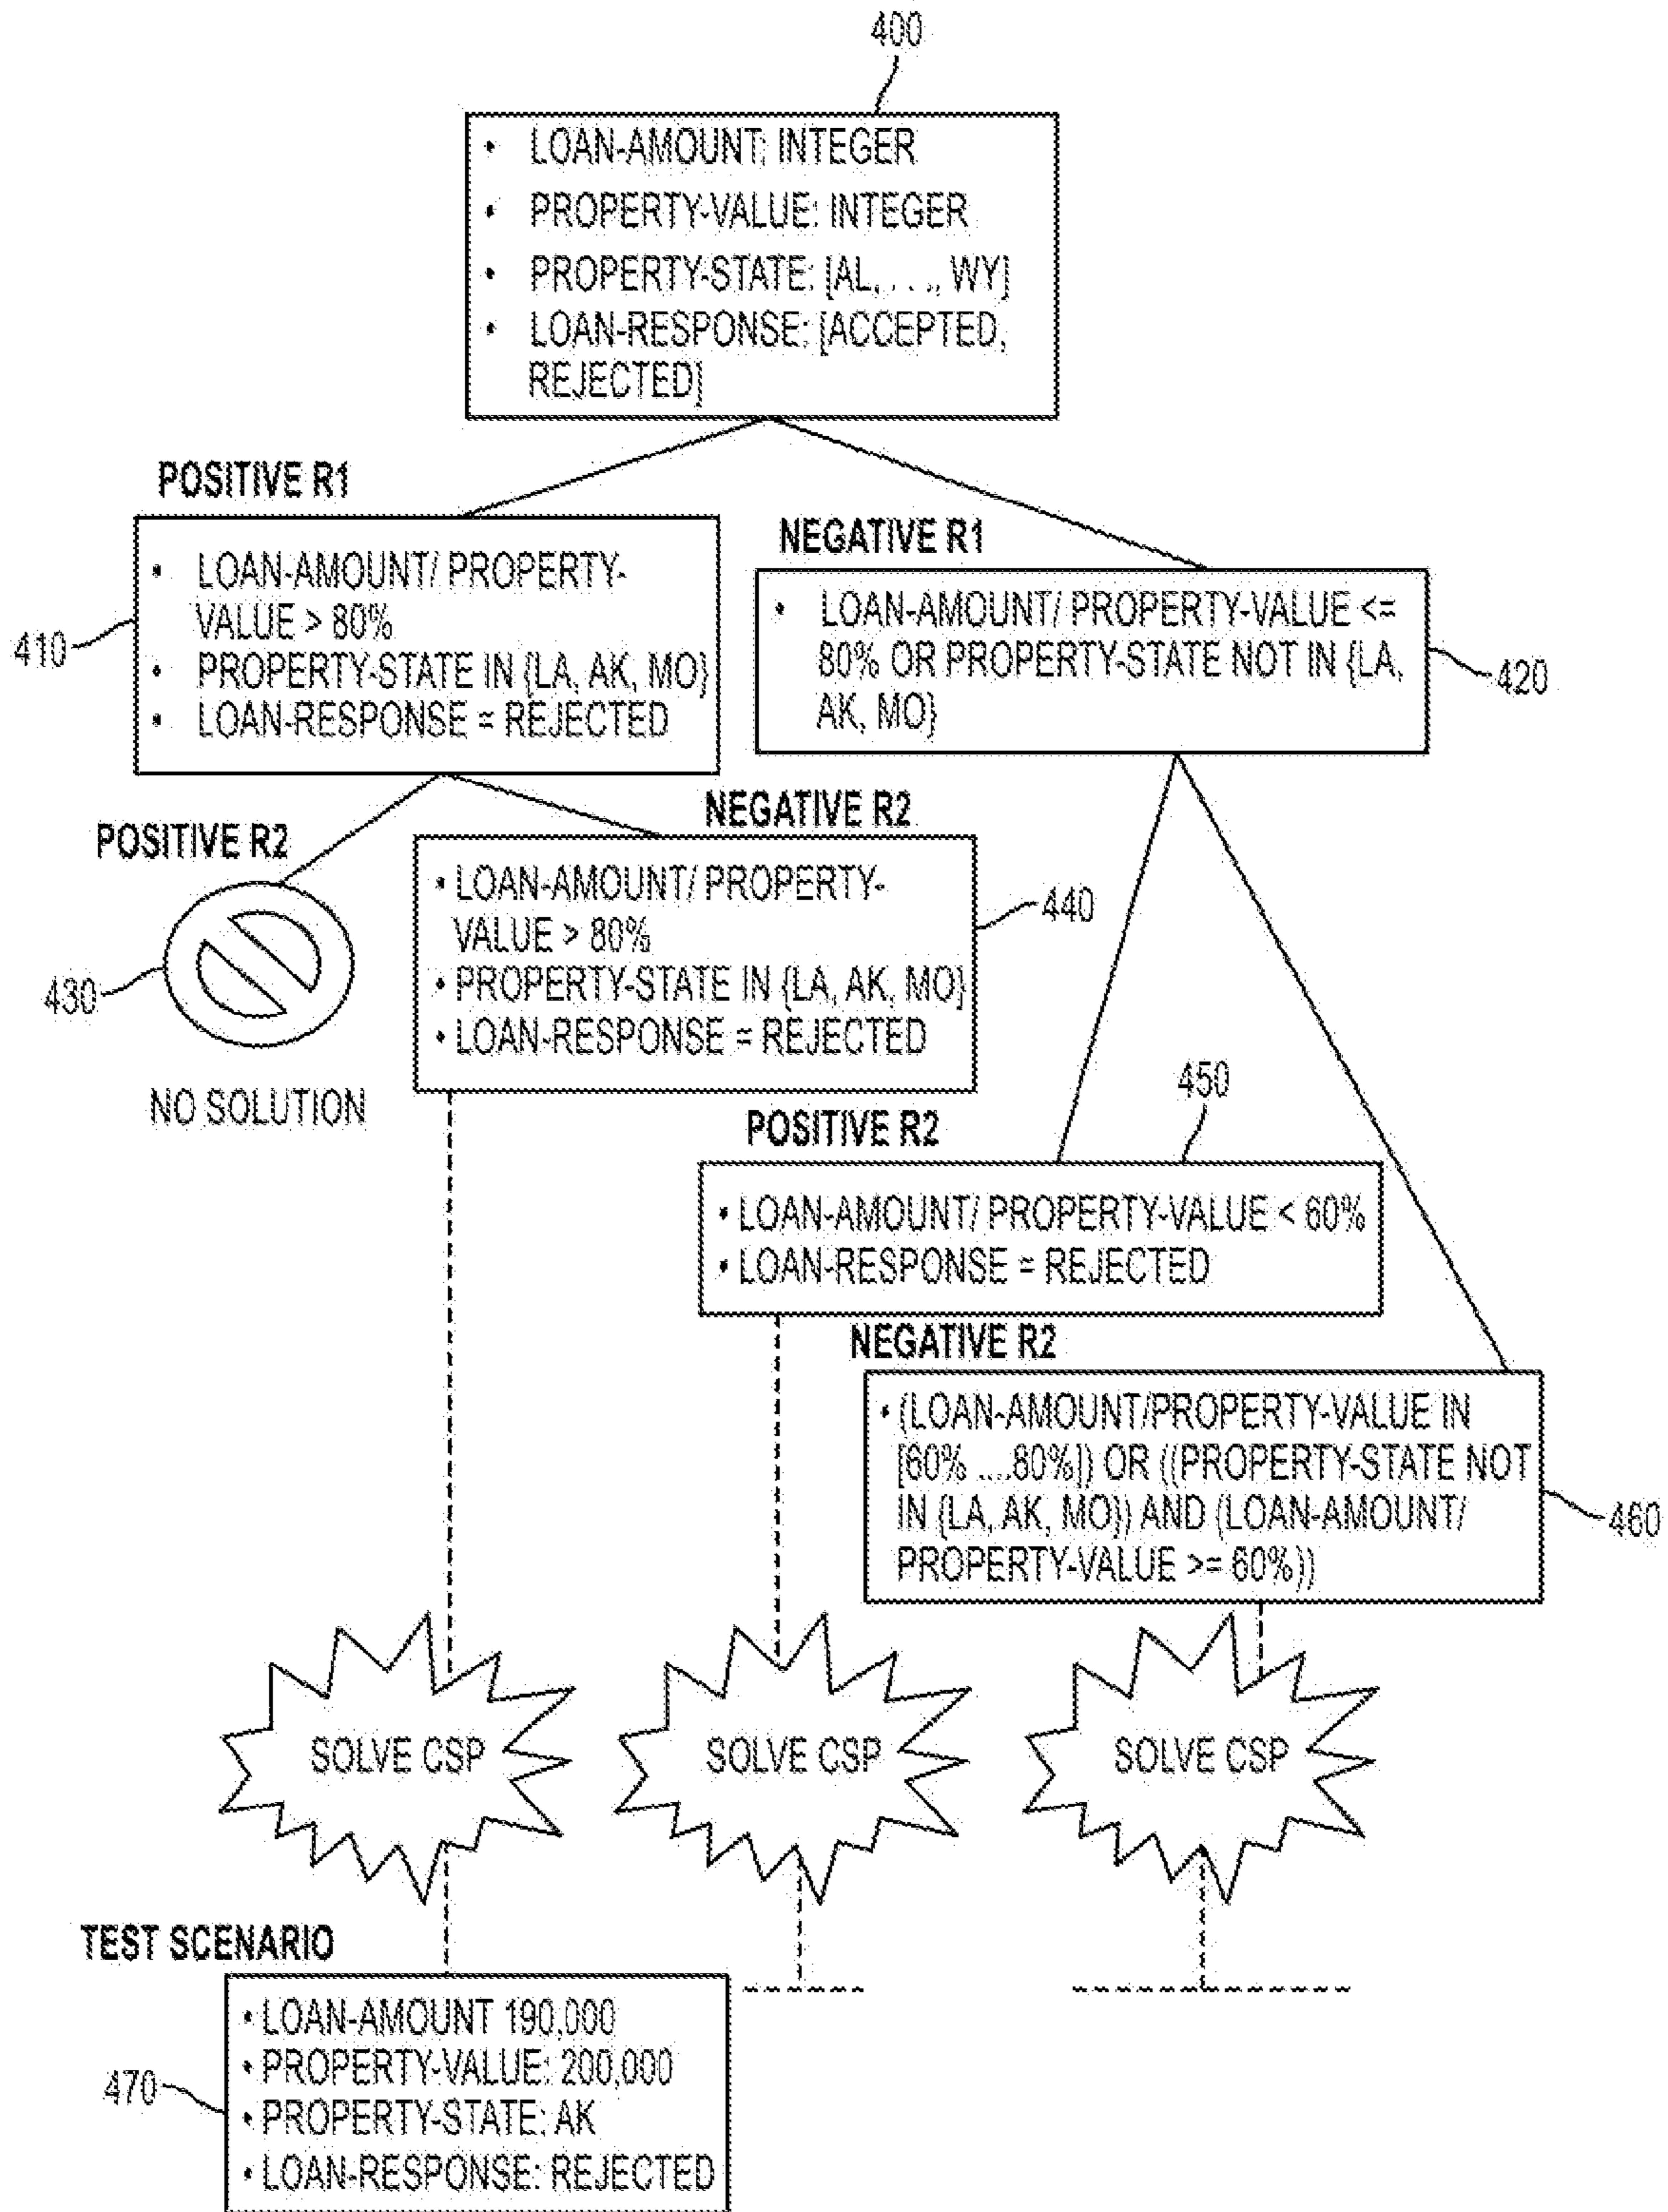 400
• LOAN-AMOUNT: INTEGER
• PROPERTY-VALUE: INTEGER
• PROPERTY-STATE: [AL, . . ., WY]
• LOAN-RESPONSE: [ACCEPTED,
REJECTED]
POSITIVE R1
• LOAN-AMOUNT/ PROPERTY-
VALUE > 80%
• PROPERTY-STATE IN {LA, AK, MO}
• LOAN-RESPONSE = REJECTED
410
NEGATIVE R1
• LOAN-AMOUNT/ PROPERTY-VALUE <=
80% OR PROPERTY-STATE NOT IN {LA,
AK, MO}
420
POSITIVE R2
430
NO SOLUTION
NEGATIVE R2
• LOAN-AMOUNT/ PROPERTY-
VALUE > 80%
• PROPERTY-STATE IN {LA, AK, MO}
• LOAN-RESPONSE = REJECTED
440
POSITIVE R2
450
• LOAN-AMOUNT/ PROPERTY-VALUE < 60%
• LOAN-RESPONSE = REJECTED
NEGATIVE R2
• (LOAN-AMOUNT/PROPERTY-VALUE IN
[60% ....80%]) OR ((PROPERTY-STATE NOT
IN {LA, AK, MO}) AND (LOAN-AMOUNT/
PROPERTY-VALUE >= 60%))
460
SOLVE CSP
SOLVE CSP
SOLVE CSP
TEST SCENARIO
• LOAN-AMOUNT 190,000
• PROPERTY-VALUE: 200,000
• PROPERTY-STATE: AK
• LOAN-RESPONSE: REJECTED
470